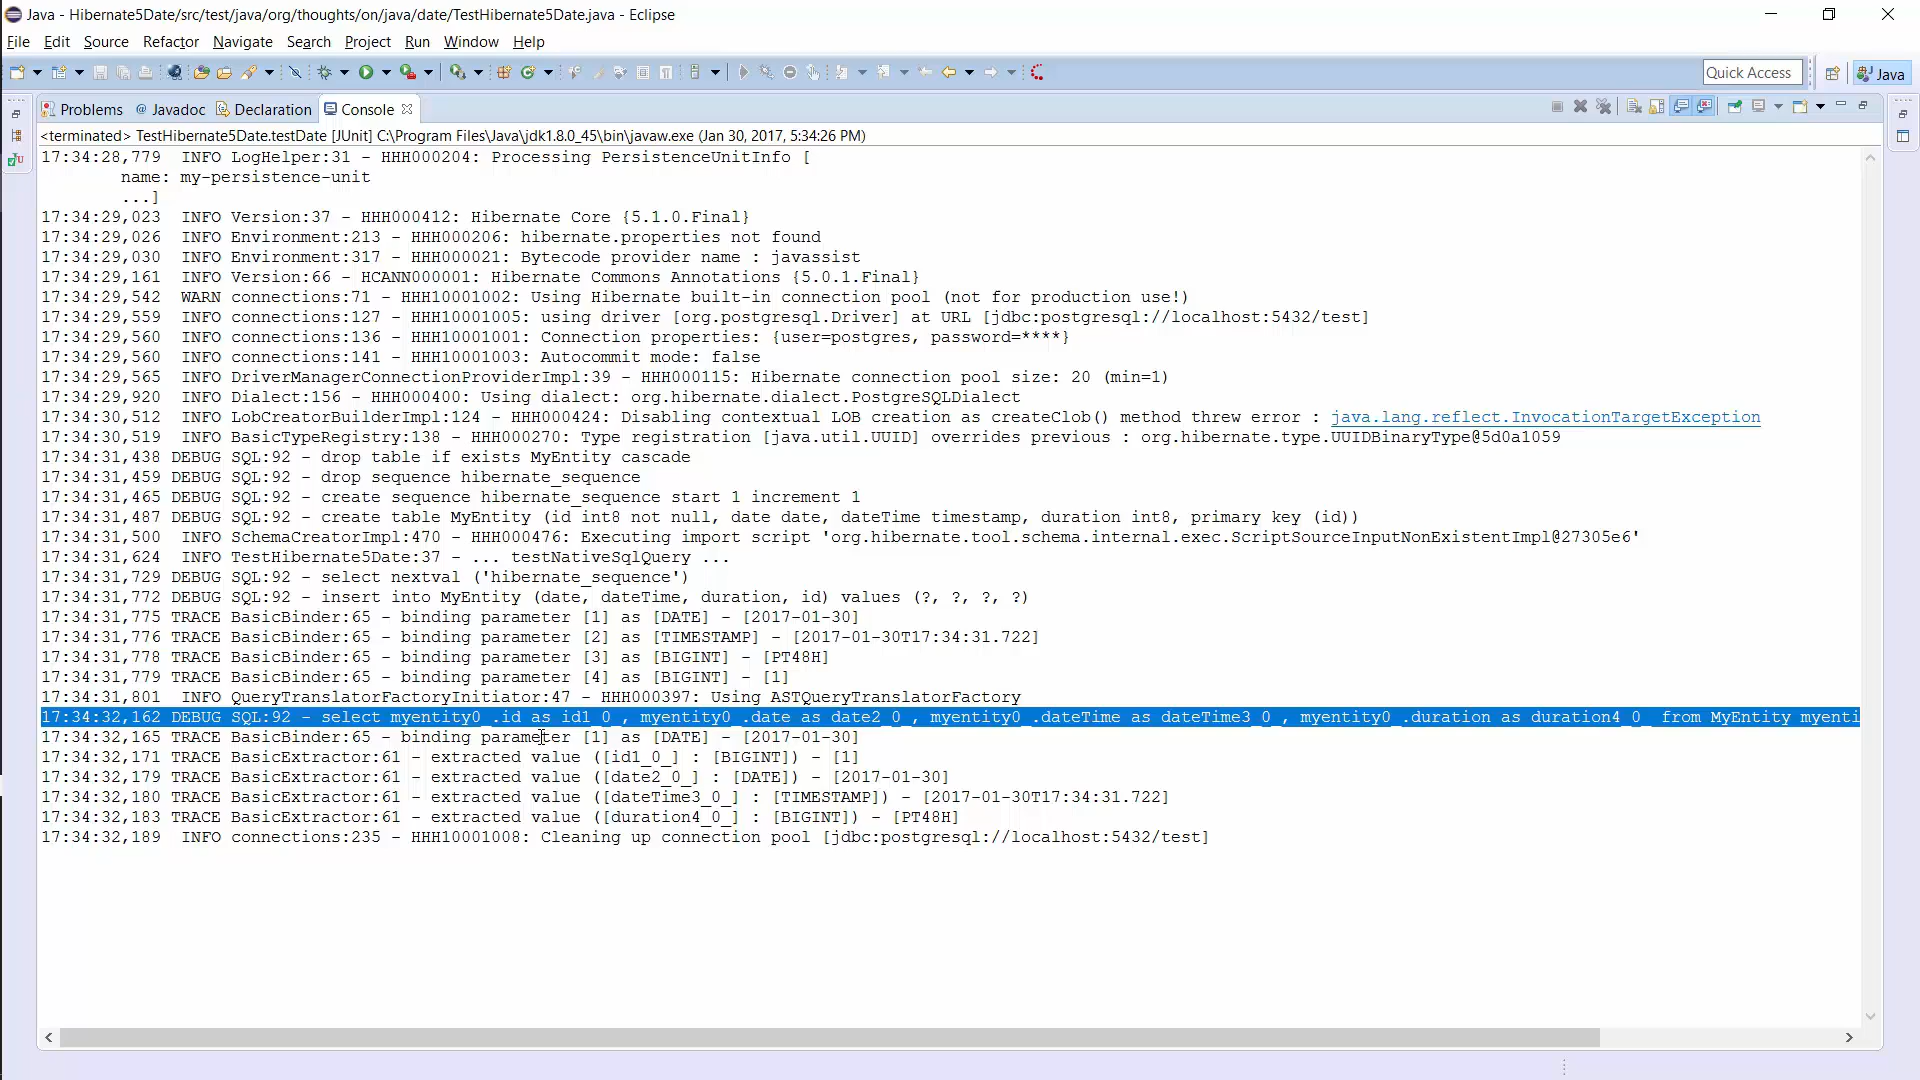 Java - Hibernate5Date/src/test/java/org/thoughts/on/java/date/TestHibernate5Date.java - Eclipse
File Edit Source Refactor Navigate Search Project Run Window Help
Quick Access
Java
Problems @ Javadoc Declaration Console
<terminated> TestHibernate5Date.testDate [JUnit] C:\Program Files\Java\jdk1.8.0_45\bin\javaw.exe (Jan 30, 2017, 5:34:26 PM)
17:34:28,779  INFO LogHelper:31 - HHH000204: Processing PersistenceUnitInfo [
        name: my-persistence-unit
        ...]
17:34:29,023  INFO Version:37 - HHH000412: Hibernate Core {5.1.0.Final}
17:34:29,026  INFO Environment:213 - HHH000206: hibernate.properties not found
17:34:29,030  INFO Environment:317 - HHH000021: Bytecode provider name : javassist
17:34:29,161  INFO Version:66 - HCANN000001: Hibernate Commons Annotations {5.0.1.Final}
17:34:29,542  WARN connections:71 - HHH10001002: Using Hibernate built-in connection pool (not for production use!)
17:34:29,559  INFO connections:127 - HHH10001005: using driver [org.postgresql.Driver] at URL [jdbc:postgresql://localhost:5432/test]
17:34:29,560  INFO connections:136 - HHH10001001: Connection properties: {user=postgres, password=****}
17:34:29,560  INFO connections:141 - HHH10001003: Autocommit mode: false
17:34:29,565  INFO DriverManagerConnectionProviderImpl:39 - HHH000115: Hibernate connection pool size: 20 (min=1)
17:34:29,920  INFO Dialect:156 - HHH000400: Using dialect: org.hibernate.dialect.PostgreSQLDialect
17:34:30,512  INFO LobCreatorBuilderImpl:124 - HHH000424: Disabling contextual LOB creation as createClob() method threw error : java.lang.reflect.InvocationTargetException
17:34:30,519  INFO BasicTypeRegistry:138 - HHH000270: Type registration [java.util.UUID] overrides previous : org.hibernate.type.UUIDBinaryType@5d0a1059
17:34:31,438 DEBUG SQL:92 - drop table if exists MyEntity cascade
17:34:31,459 DEBUG SQL:92 - drop sequence hibernate_sequence
17:34:31,465 DEBUG SQL:92 - create sequence hibernate_sequence start 1 increment 1
17:34:31,487 DEBUG SQL:92 - create table MyEntity (id int8 not null, date date, dateTime timestamp, duration int8, primary key (id))
17:34:31,500  INFO SchemaCreatorImpl:470 - HHH000476: Executing import script 'org.hibernate.tool.schema.internal.exec.ScriptSourceInputNonExistentImpl@27305e6'
17:34:31,624  INFO TestHibernate5Date:37 - ... testNativeSqlQuery ...
17:34:31,729 DEBUG SQL:92 - select nextval ('hibernate_sequence')
17:34:31,772 DEBUG SQL:92 - insert into MyEntity (date, dateTime, duration, id) values (?, ?, ?, ?)
17:34:31,775 TRACE BasicBinder:65 - binding parameter [1] as [DATE] - [2017-01-30]
17:34:31,776 TRACE BasicBinder:65 - binding parameter [2] as [TIMESTAMP] - [2017-01-30T17:34:31.722]
17:34:31,778 TRACE BasicBinder:65 - binding parameter [3] as [BIGINT] - [PT48H]
17:34:31,779 TRACE BasicBinder:65 - binding parameter [4] as [BIGINT] - [1]
17:34:31,801  INFO QueryTranslatorFactoryInitiator:47 - HHH000397: Using ASTQueryTranslatorFactory
17:34:32,162 DEBUG SQL:92 - select myentity0_.id as id1_0_, myentity0_.date as date2_0_, myentity0_.dateTime as dateTime3_0_, myentity0_.duration as duration4_0_ from MyEntity myenti
17:34:32,165 TRACE BasicBinder:65 - binding parameter [1] as [DATE] - [2017-01-30]
17:34:32,171 TRACE BasicExtractor:61 - extracted value ([id1_0_] : [BIGINT]) - [1]
17:34:32,179 TRACE BasicExtractor:61 - extracted value ([date2_0_] : [DATE]) - [2017-01-30]
17:34:32,180 TRACE BasicExtractor:61 - extracted value ([dateTime3_0_] : [TIMESTAMP]) - [2017-01-30T17:34:31.722]
17:34:32,183 TRACE BasicExtractor:61 - extracted value ([duration4_0_] : [BIGINT]) - [PT48H]
17:34:32,189  INFO connections:235 - HHH10001008: Cleaning up connection pool [jdbc:postgresql://localhost:5432/test]